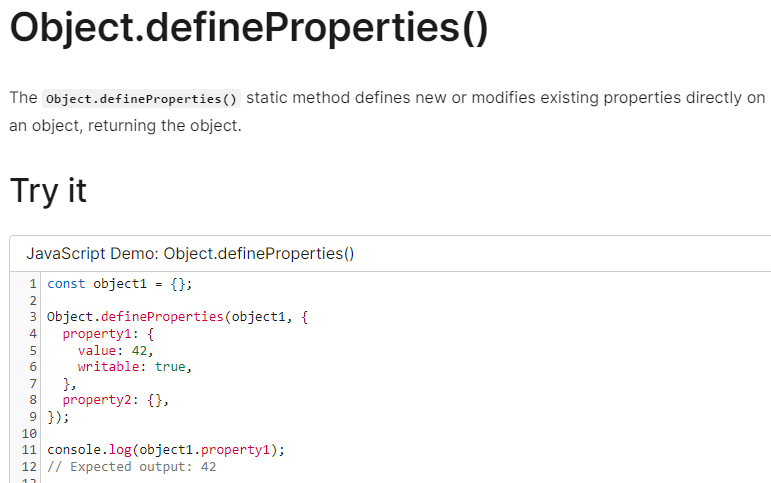 Object.defineProperties()
The Object.defineProperties() static method defines new or modifies existing properties directly on
an object, returning the object.
Try it
JavaScript Demo: Object.defineProperties()
1 const object1 = {};
2
3 Object.defineProperties(object1, {
4   property1: {
5     value: 42,
6     writable: true,
7   },
8   property2: {},
9 });
10
11 console.log(object1.property1);
12 // Expected output: 42
13